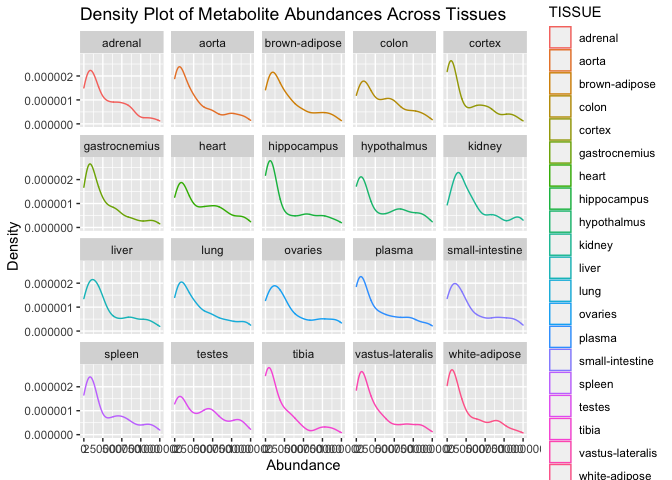 Density Plot of Metabolite Abundances Across Tissues
adrenal aorta brown-adipose colon cortex
0.000002
0.000001
0.000000
gastrocnemius heart hippocampus hypothalmus kidney
0.000002
0.000001
0.000000
liver lung ovaries plasma small-intestine
0.000002
0.000001
0.000000
spleen testes tibia vastus-lateralis white-adipose
0.000002
0.000001
0.000000
Abundance
Density
TISSUE
adrenal
aorta
brown-adipose
colon
cortex
gastrocnemius
heart
hippocampus
hypothalmus
kidney
liver
lung
ovaries
plasma
small-intestine
spleen
testes
tibia
vastus-lateralis
white-adipose